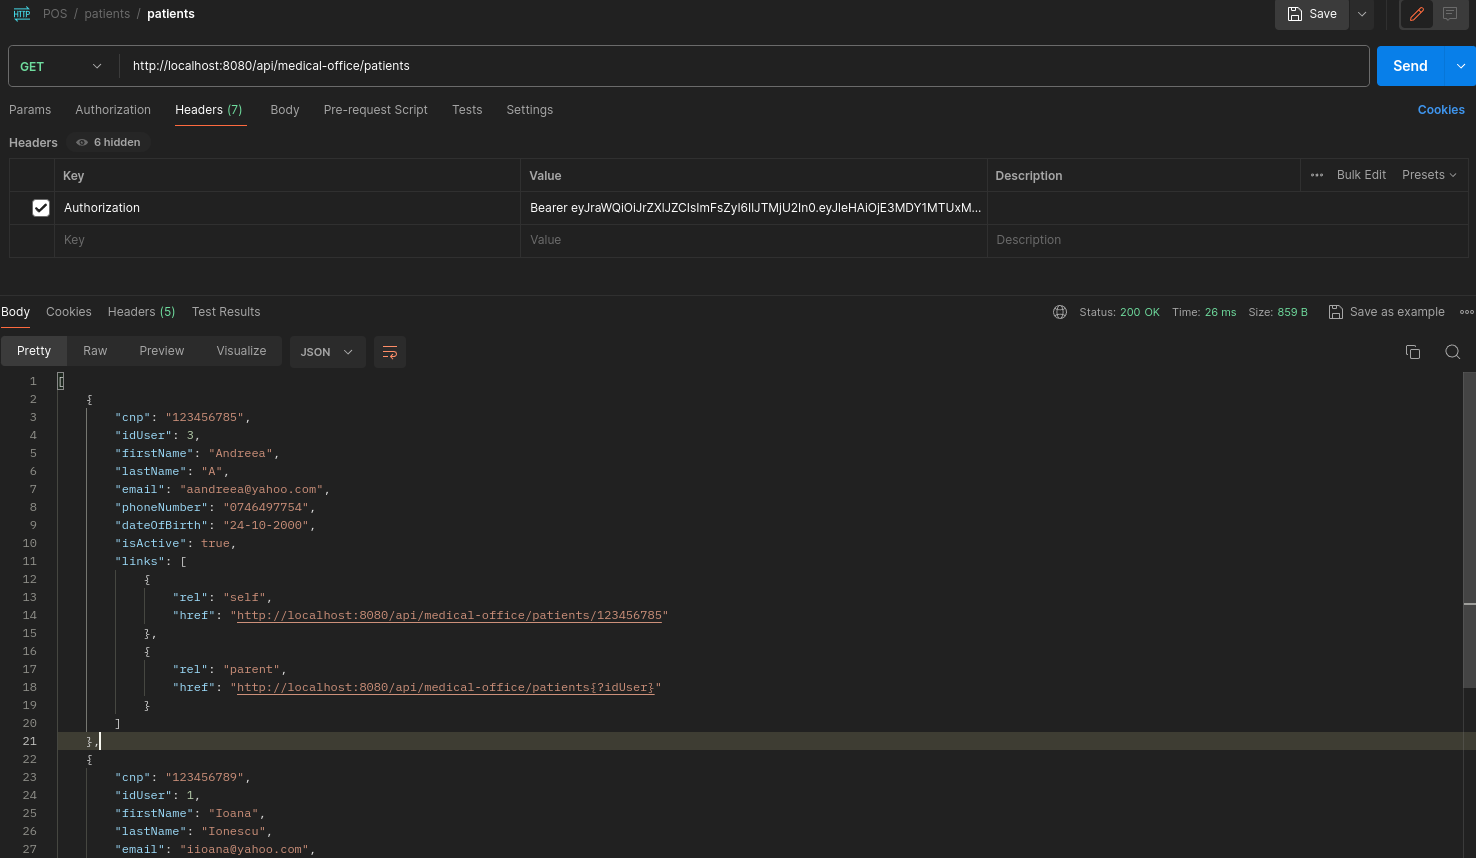 HTTP POS / patients / patients Save
GET http://localhost:8080/api/medical-office/patients Send
Params Authorization Headers (7) Body Pre-request Script Tests Settings Cookies
Headers 6 hidden
Key Value Description ••• Bulk Edit Presets
Authorization Bearer eyJraWQiOiJrZXlJZCIsImFsZyI6IlJTMjU2In0.eyJleHAiOjE3MDY1MTUxM...
Key Value Description
Body Cookies Headers (5) Test Results Status: 200 OK Time: 26 ms Size: 859 B Save as example
Pretty Raw Preview Visualize JSON
1 [
2 {
3 "cnp": "123456785",
4 "idUser": 3,
5 "firstName": "Andreea",
6 "lastName": "A",
7 "email": "aandreea@yahoo.com",
8 "phoneNumber": "0746497754",
9 "dateOfBirth": "24-10-2000",
10 "isActive": true,
11 "links": [
12 {
13 "rel": "self",
14 "href": "http://localhost:8080/api/medical-office/patients/123456785"
15 },
16 {
17 "rel": "parent",
18 "href": "http://localhost:8080/api/medical-office/patients{?idUser}"
19 }
20 ]
21 },
22 {
23 "cnp": "123456789",
24 "idUser": 1,
25 "firstName": "Ioana",
26 "lastName": "Ionescu",
27 "email": "iioana@yahoo.com",